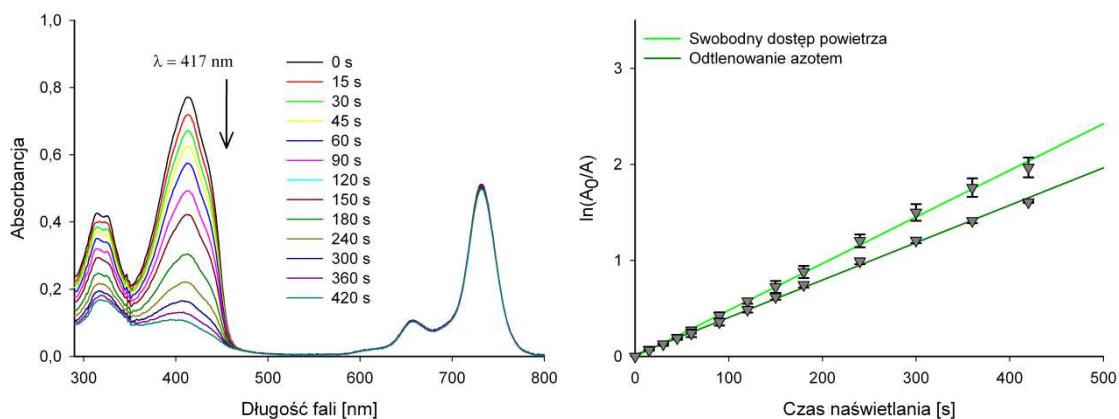 1,0
0,8
0,6
0,4
0,2
0,0
Absorbancja
λ = 417 nm
0 s
15 s
30 s
45 s
60 s
90 s
120 s
150 s
180 s
240 s
300 s
360 s
420 s
300
400
500
600
700
800
Długość fali [nm]
3
2
1
0
ln(A0/A)
Swobodny dostęp powietrza
Odtlenowanie azotem
0
100
200
300
400
500
Czas naświetlania [s]